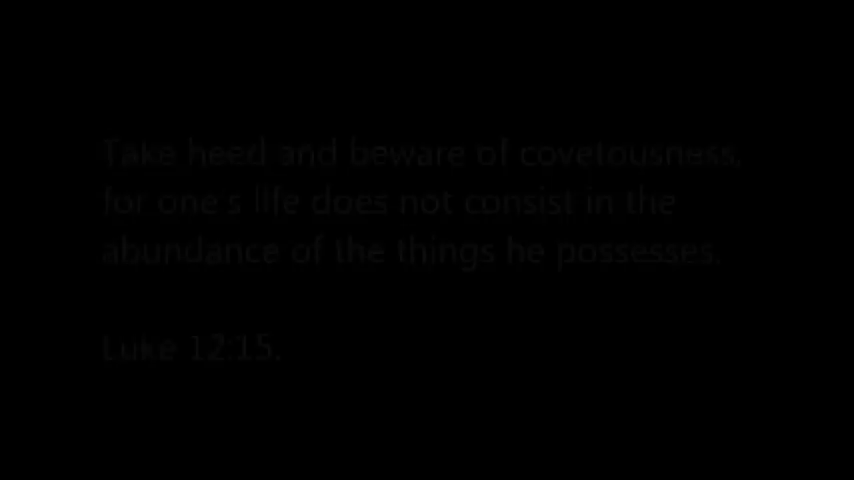 Take heed and beware of covetousness,
for one's life does not consist in the
abundance of the things he possesses.
Luke 12:15.